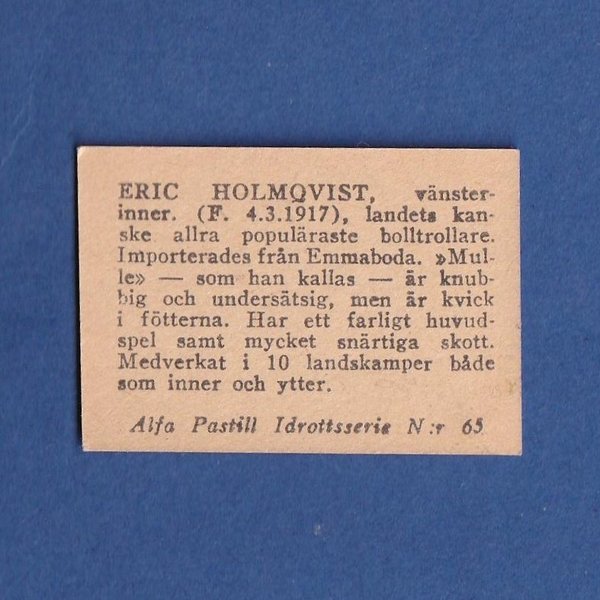 ERIC HOLMQVIST, vänster-
inner. (F. 4.3.1917), landets kan-
ske allra populäraste bolltrollare.
Importerades från Emmaboda. »Mul-
le» — som han kallas — är knub-
big och undersätsig, men är kvick
i fötterna. Har ett farligt huvud-
spel samt mycket snärtiga skott.
Medverkat i 10 landskamper både
som inner och ytter.
Alfa Pastill Idrottsserie N:r 65